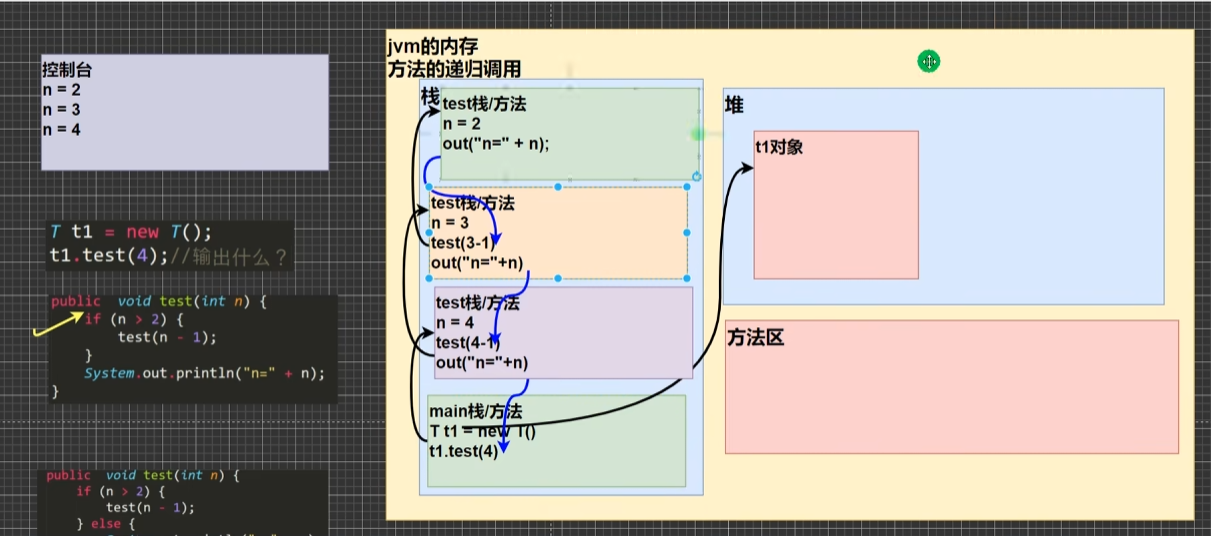 控制台
n = 2
n = 3
n = 4
T t1 = new T();
t1.test(4);//输出什么？
public void test(int n) {
if (n > 2) {
test(n - 1);
}
System.out.println("n=" + n);
}
public void test(int n) {
if (n > 2) {
test(n - 1);
} else {
jvm的内存
方法的递归调用
栈
test栈/方法
n = 2
out("n=" + n);
test栈/方法
n = 3
test(3-1)
out("n="+n)
test栈/方法
n = 4
test(4-1)
out("n="+n)
main栈/方法
T t1 = new T()
t1.test(4)
堆
t1对象
方法区